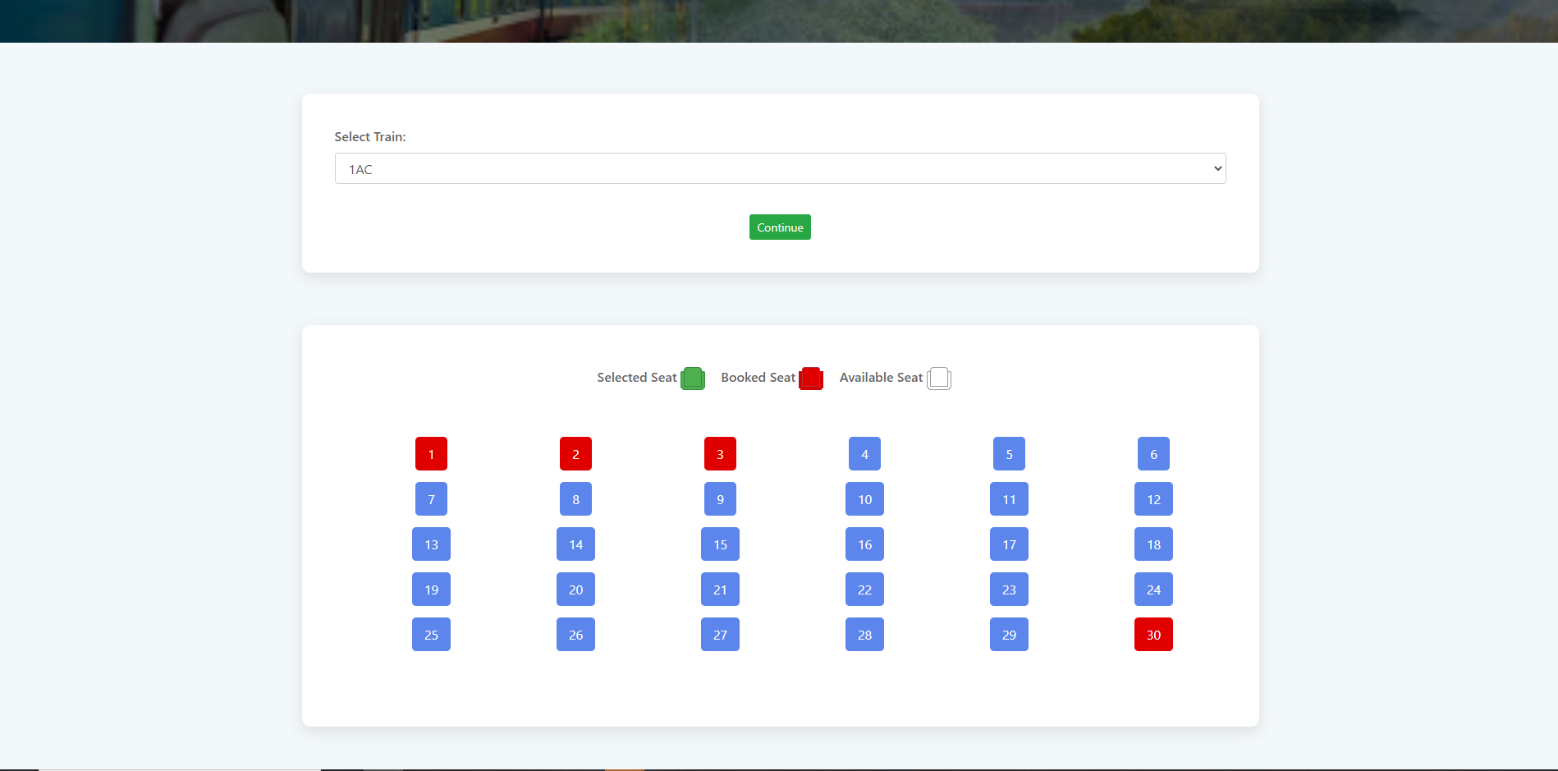 Select Train:
1AC
Continue
Selected Seat Booked Seat Available Seat
1 2 3 4 5 6
7 8 9 10 11 12
13 14 15 16 17 18
19 20 21 22 23 24
25 26 27 28 29 30